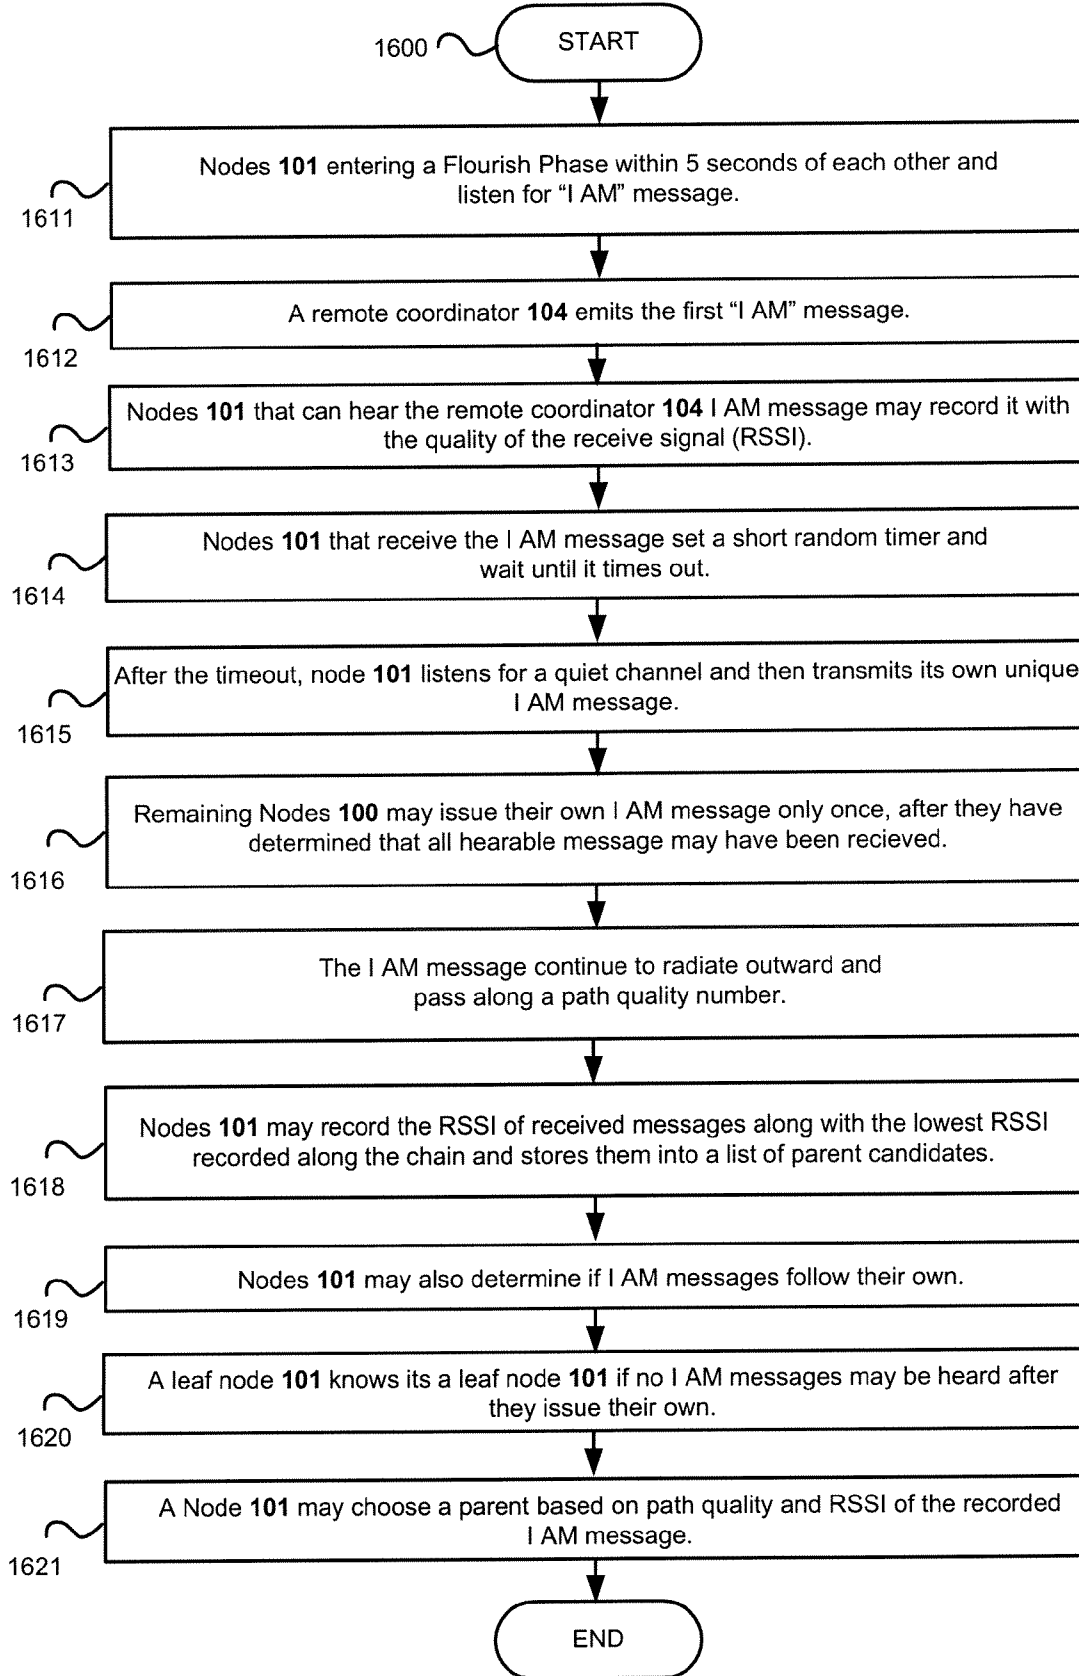 1600
START
Nodes 101 entering a Flourish Phase within 5 seconds of each other and
listen for “I AM” message.
1611
A remote coordinator 104 emits the first “I AM” message.
1612
Nodes 101 that can hear the remote coordinator 104 I AM message may record it with
the quality of the receive signal (RSSI).
1613
Nodes 101 that receive the I AM message set a short random timer and
wait until it times out.
1614
After the timeout, node 101 listens for a quiet channel and then transmits its own unique
I AM message.
1615
Remaining Nodes 100 may issue their own I AM message only once, after they have
determined that all hearable message may have been recieved.
1616
The I AM message continue to radiate outward and
pass along a path quality number.
1617
Nodes 101 may record the RSSI of received messages along with the lowest RSSI
recorded along the chain and stores them into a list of parent candidates.
1618
Nodes 101 may also determine if I AM messages follow their own.
1619
A leaf node 101 knows its a leaf node 101 if no I AM messages may be heard after
they issue their own.
1620
A Node 101 may choose a parent based on path quality and RSSI of the recorded
I AM message.
1621
END